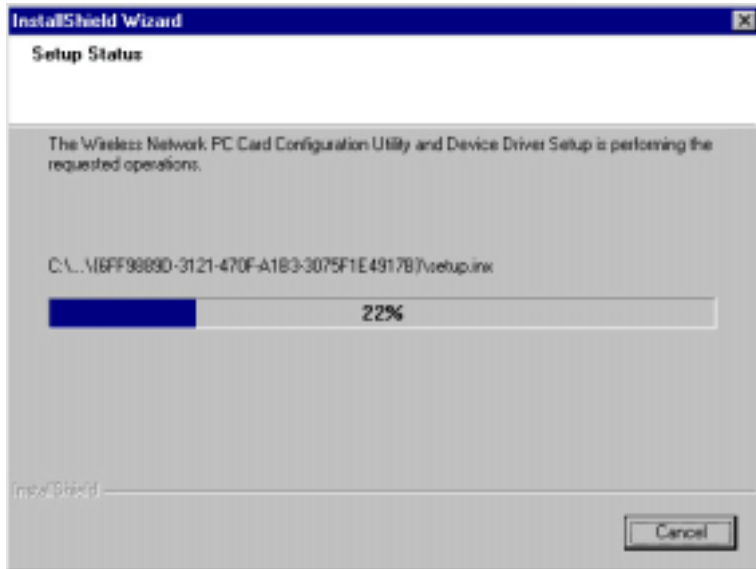 InstallShield Wizard
Setup Status
The Wireless Network PC Card Configuration Utility and Device Driver Setup is performing the
requested operations.
C:\...\{6FF9889D-3121-470F-A1B3-3075F1E4917B}\setup.inx
22%
InstallShield
Cancel